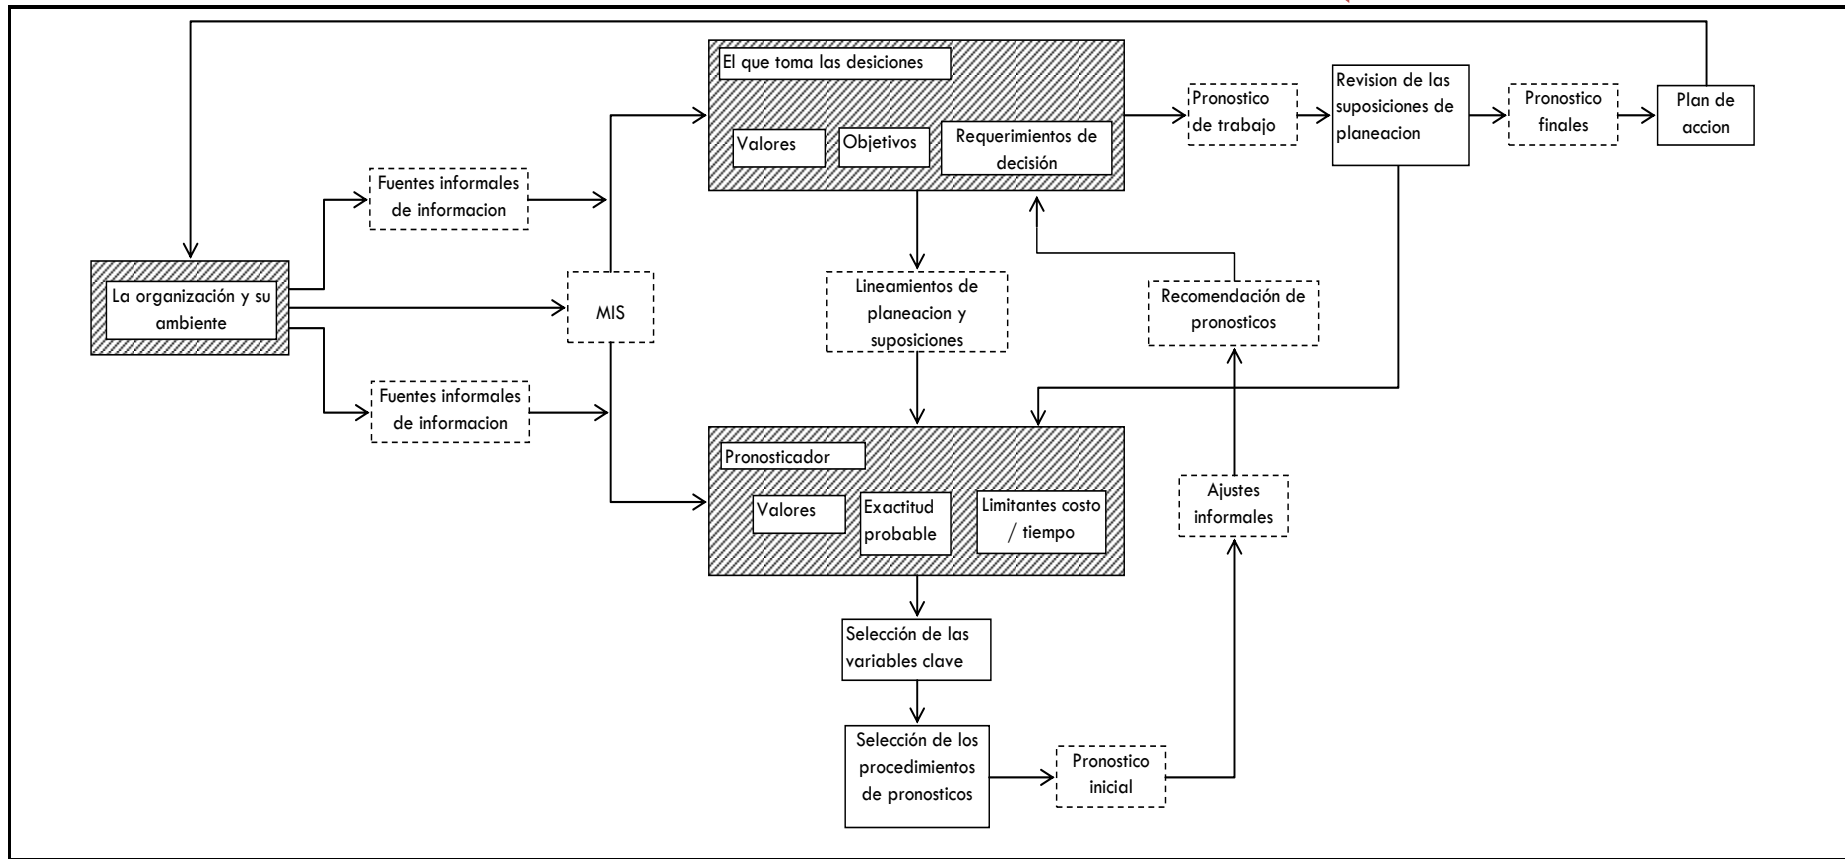 El que toma las desiciones
Valores
Objetivos
Requerimientos de
decisión
Pronostico
de trabajo
Revision de las
suposiciones de
planeacion
Pronostico
finales
Plan de
accion
Fuentes informales
de informacion
La organización y su
ambiente
MIS
Lineamientos de
planeacion y
suposiciones
Recomendación de
pronosticos
Fuentes informales
de informacion
Pronosticador
Valores
Exactitud
probable
Limitantes costo
/ tiempo
Ajustes
informales
Selección de las
variables clave
Selección de los
procedimientos
de pronosticos
Pronostico
inicial